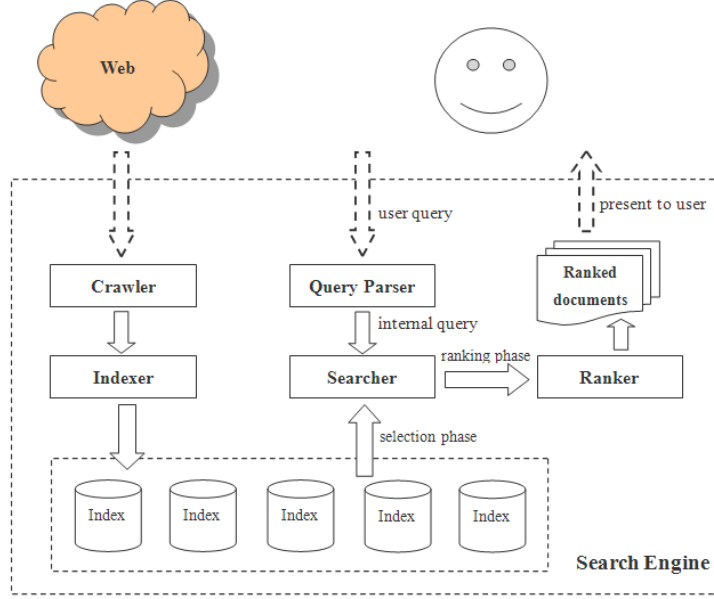 Web
user query
present to user
Crawler
Query Parser
Ranked
documents
internal query
Indexer
Searcher
ranking phase
Ranker
selection phase
Index
Index
Index
Index
Index
Search Engine